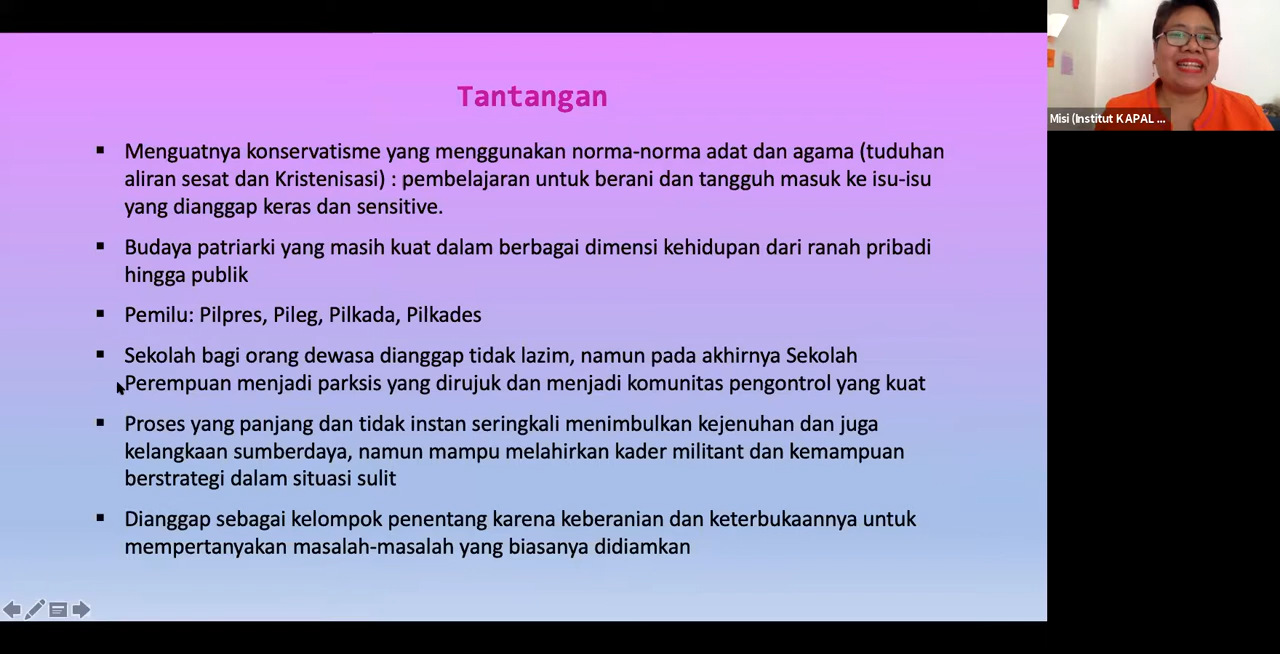 Tantangan
▪ Menguatnya konservatisme yang menggunakan norma-norma adat dan agama (tuduhan
aliran sesat dan Kristenisasi) : pembelajaran untuk berani dan tangguh masuk ke isu-isu
yang dianggap keras dan sensitive.
▪ Budaya patriarki yang masih kuat dalam berbagai dimensi kehidupan dari ranah pribadi
hingga publik
▪ Pemilu: Pilpres, Pileg, Pilkada, Pilkades
▪ Sekolah bagi orang dewasa dianggap tidak lazim, namun pada akhirnya Sekolah
Perempuan menjadi parksis yang dirujuk dan menjadi komunitas pengontrol yang kuat
▪ Proses yang panjang dan tidak instan seringkali menimbulkan kejenuhan dan juga
kelangkaan sumberdaya, namun mampu melahirkan kader militant dan kemampuan
berstrategi dalam situasi sulit
▪ Dianggap sebagai kelompok penentang karena keberanian dan keterbukaannya untuk
mempertanyakan masalah-masalah yang biasanya didiamkan
Misi (Institut KAPAL ...